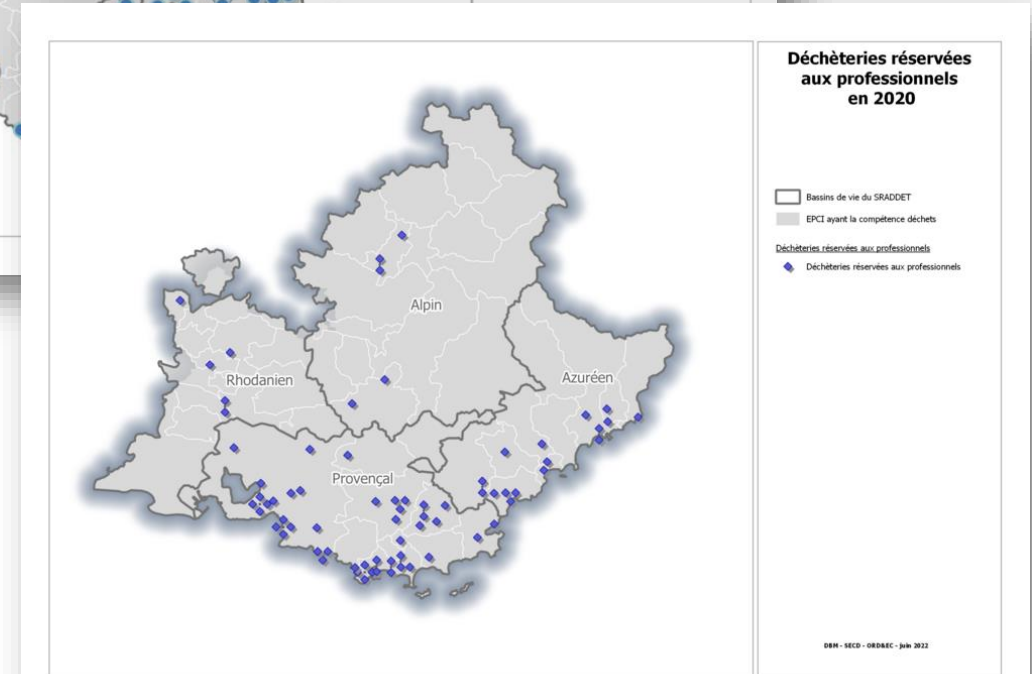 Déchèteries réservées
aux professionnels
en 2020
Bassins de vie du SRADDET
EPCI ayant la compétence déchets
Déchèteries réservées aux professionnels
Déchèteries réservées aux professionnels
Alpin
Rhodanien
Azuréen
Provençal
DBM - SECD - ORD&EC - juin 2022